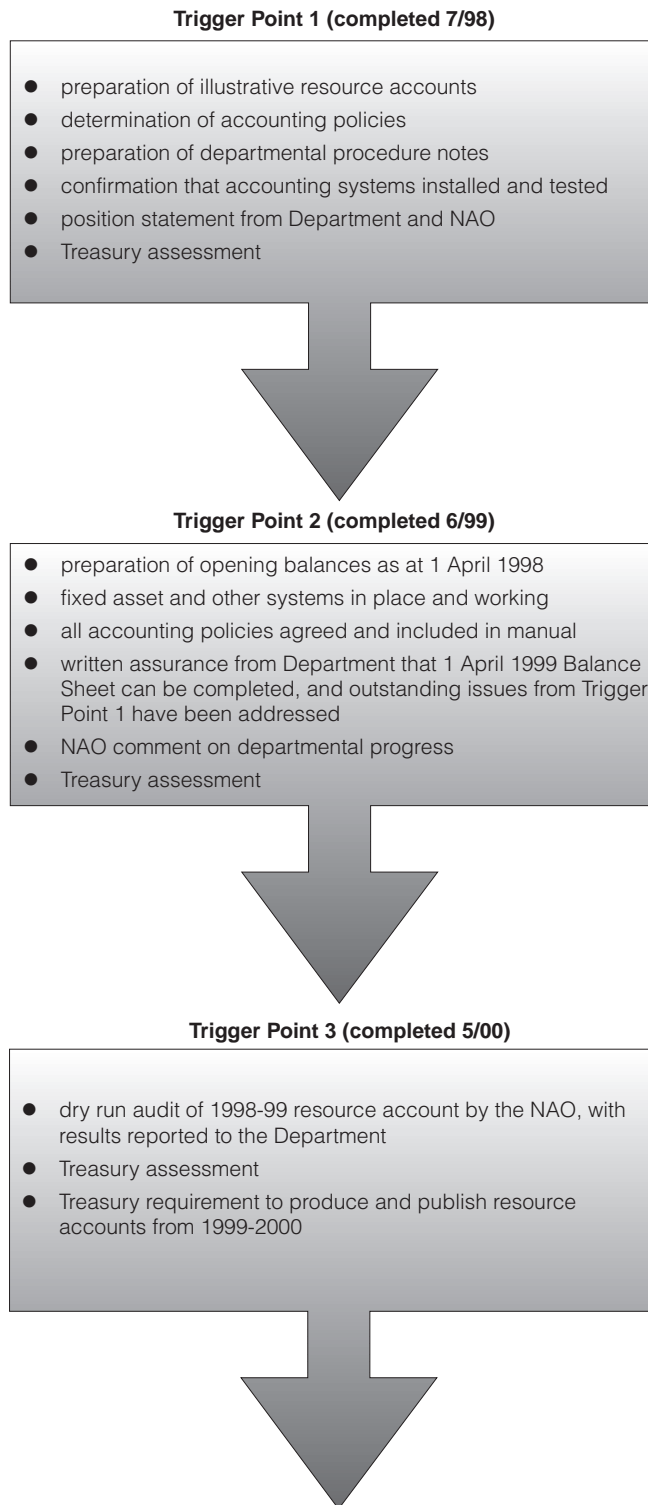 Trigger Point 1 (completed 7/98)
● preparation of illustrative resource accounts
● determination of accounting policies
● preparation of departmental procedure notes
● confirmation that accounting systems installed and tested
● position statement from Department and NAO
● Treasury assessment
Trigger Point 2 (completed 6/99)
● preparation of opening balances as at 1 April 1998
● fixed asset and other systems in place and working
● all accounting policies agreed and included in manual
● written assurance from Department that 1 April 1999 Balance
Sheet can be completed, and outstanding issues from Trigger
Point 1 have been addressed
● NAO comment on departmental progress
● Treasury assessment
Trigger Point 3 (completed 5/00)
● dry run audit of 1998-99 resource account by the NAO, with
results reported to the Department
● Treasury assessment
● Treasury requirement to produce and publish resource
accounts from 1999-2000